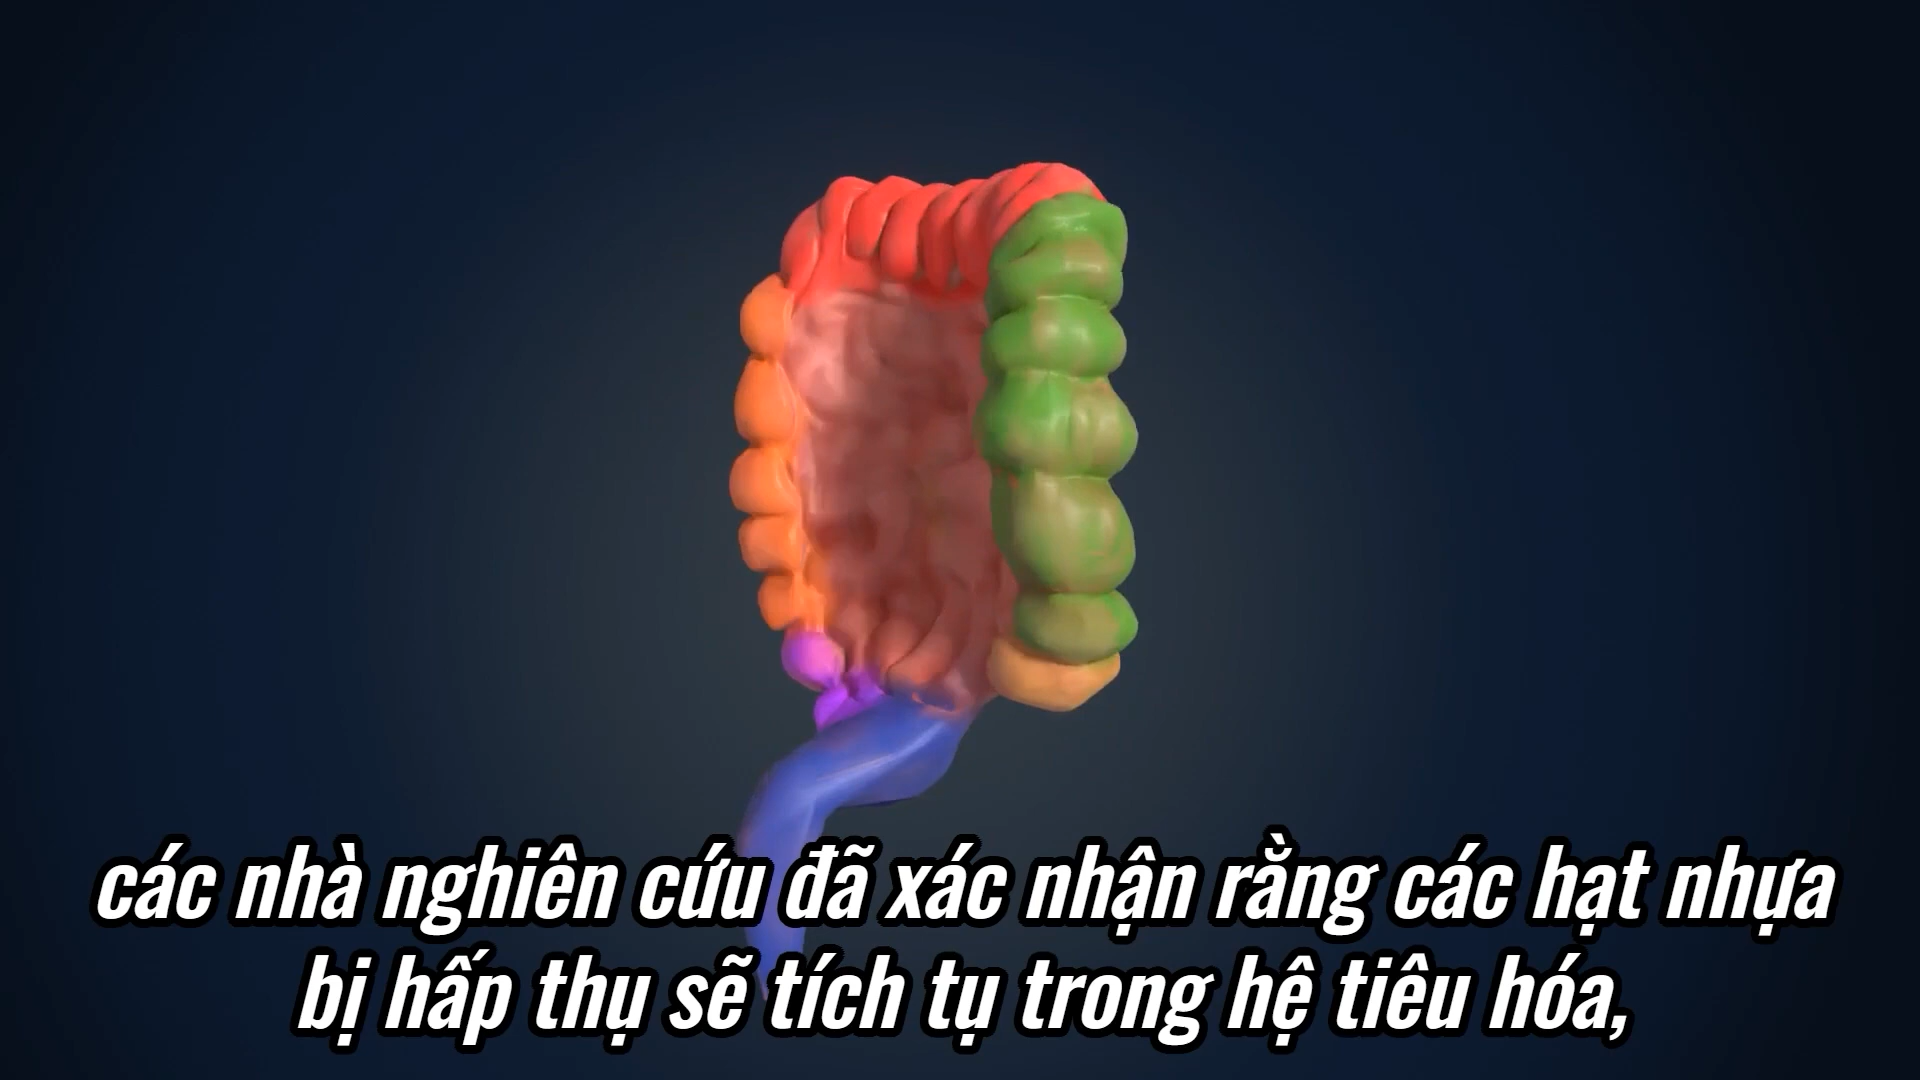 các nhà nghiên cứu đã xác nhận rằng các hạt nhựa
bị hấp thụ sẽ tích tụ trong hệ tiêu hóa,